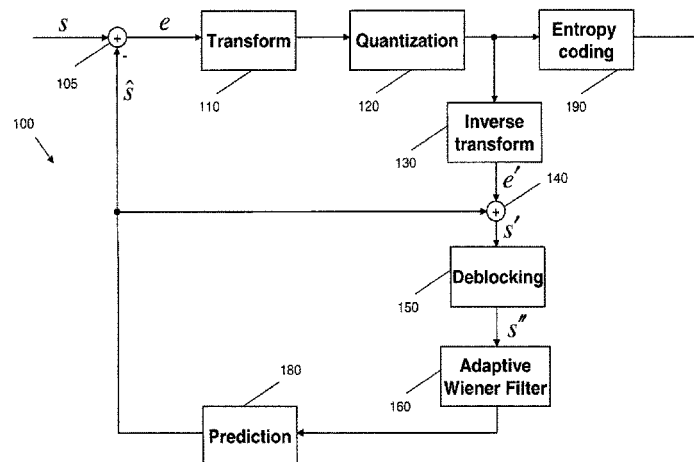 s
e
Transform
Quantization
Entropy
coding
105
-
ŝ
110
120
190
100
Inverse
transform
130
e′
140
s′
Deblocking
150
s″
Adaptive
Wiener Filter
160
180
Prediction